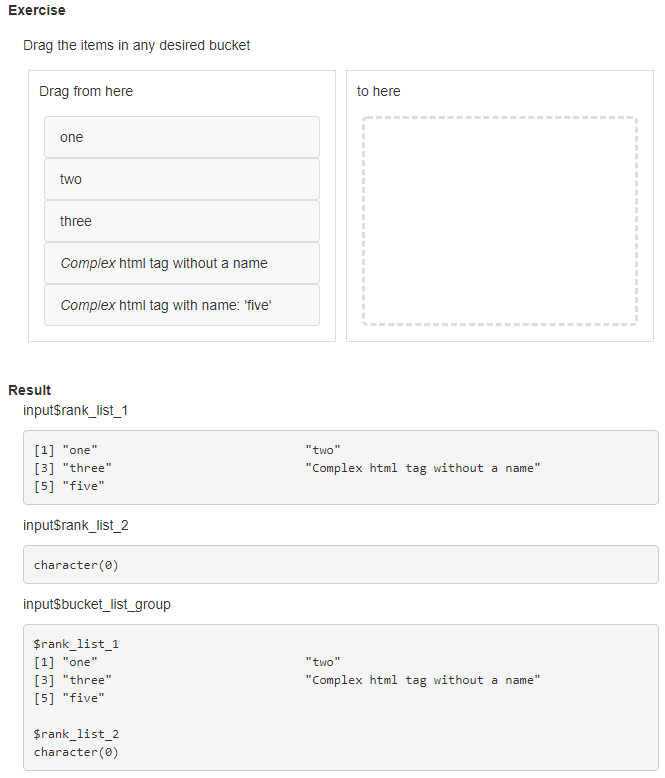 Exercise
Drag the items in any desired bucket
Drag from here
to here
one
two
three
Complex html tag without a name
Complex html tag with name: 'five'
Result
input$rank_list_1
[1] "one"                             "two"
[3] "three"                           "Complex html tag without a name"
[5] "five"
input$rank_list_2
character(0)
input$bucket_list_group
$rank_list_1
[1] "one"                             "two"
[3] "three"                           "Complex html tag without a name"
[5] "five"
$rank_list_2
character(0)